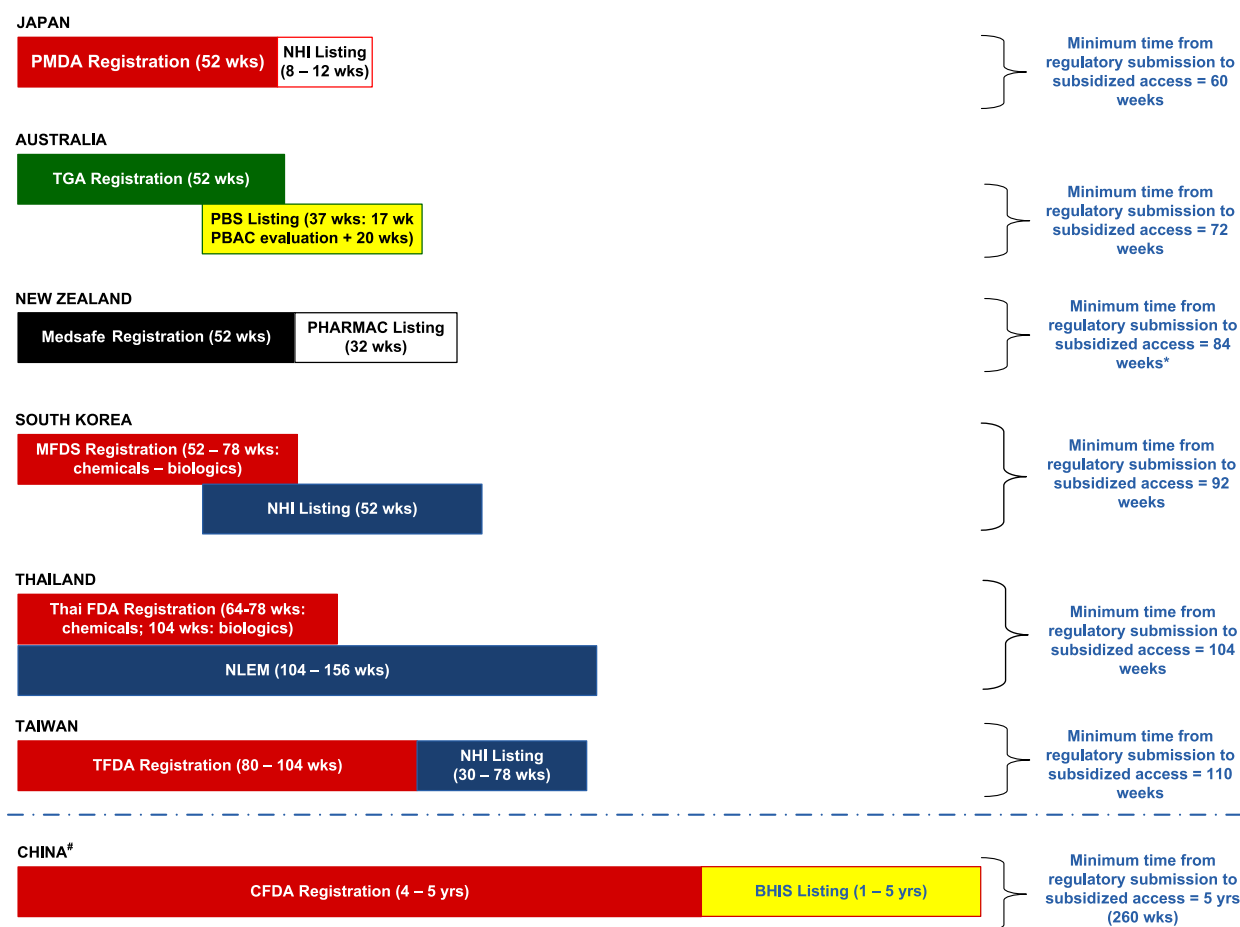 JAPAN
PMDA Registration (52 wks)
NHI Listing
(8 – 12 wks)
Minimum time from
regulatory submission to
subsidized access = 60
weeks
AUSTRALIA
TGA Registration (52 wks)
PBS Listing (37 wks: 17 wk
PBAC evaluation + 20 wks)
Minimum time from
regulatory submission to
subsidized access = 72
weeks
NEW ZEALAND
Medsafe Registration (52 wks)
PHARMAC Listing
(32 wks)
Minimum time from
regulatory submission to
subsidized access = 84
weeks*
SOUTH KOREA
MFDS Registration (52 – 78 wks:
chemicals – biologics)
NHI Listing (52 wks)
Minimum time from
regulatory submission to
subsidized access = 92
weeks
THAILAND
Thai FDA Registration (64-78 wks:
chemicals; 104 wks: biologics)
NLEM (104 – 156 wks)
Minimum time from
regulatory submission to
subsidized access = 104
weeks
TAIWAN
TFDA Registration (80 – 104 wks)
NHI Listing
(30 – 78 wks)
Minimum time from
regulatory submission to
subsidized access = 110
weeks
CHINA#
CFDA Registration (4 – 5 yrs)
BHIS Listing (1 – 5 yrs)
Minimum time from
regulatory submission to
subsidized access = 5 yrs
(260 wks)